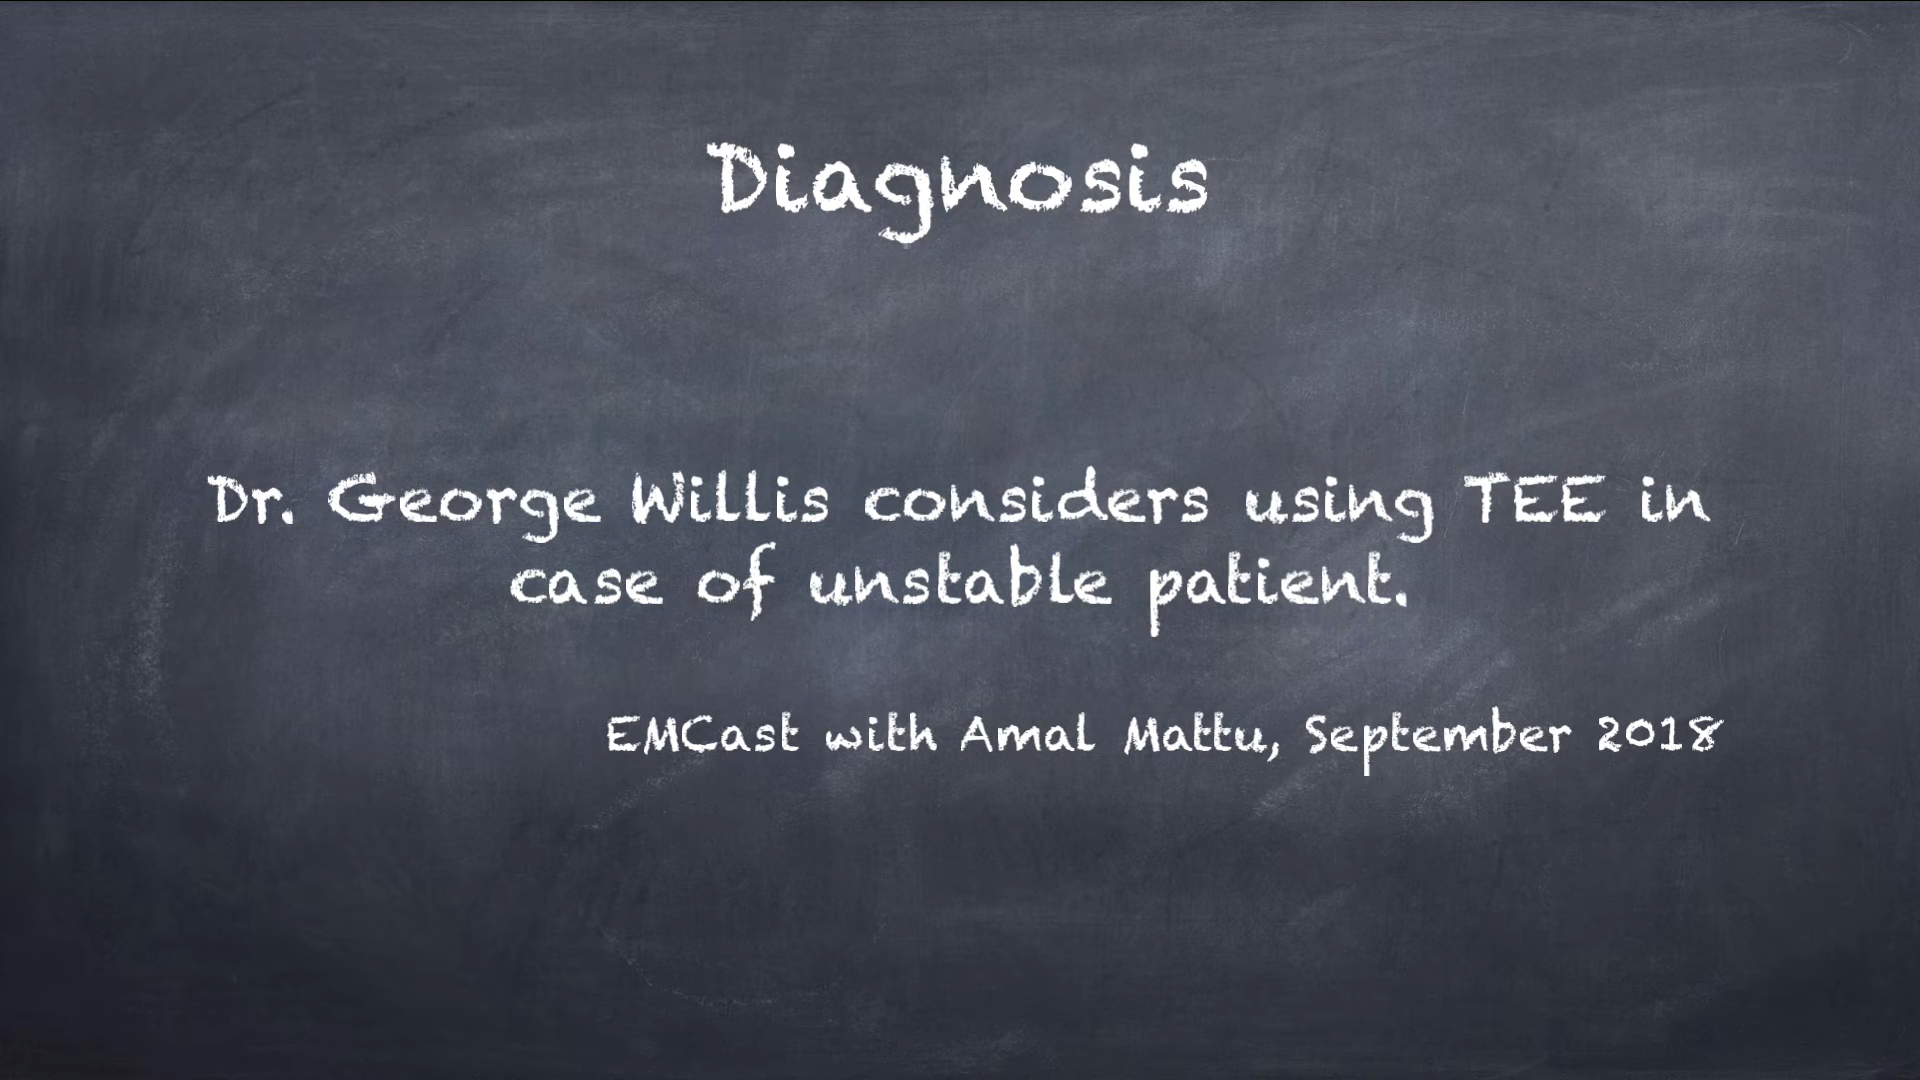 Diagnosis
Dr. George Willis considers using TEE in
case of unstable patient.
EMCast with Amal Mattu, September 2018